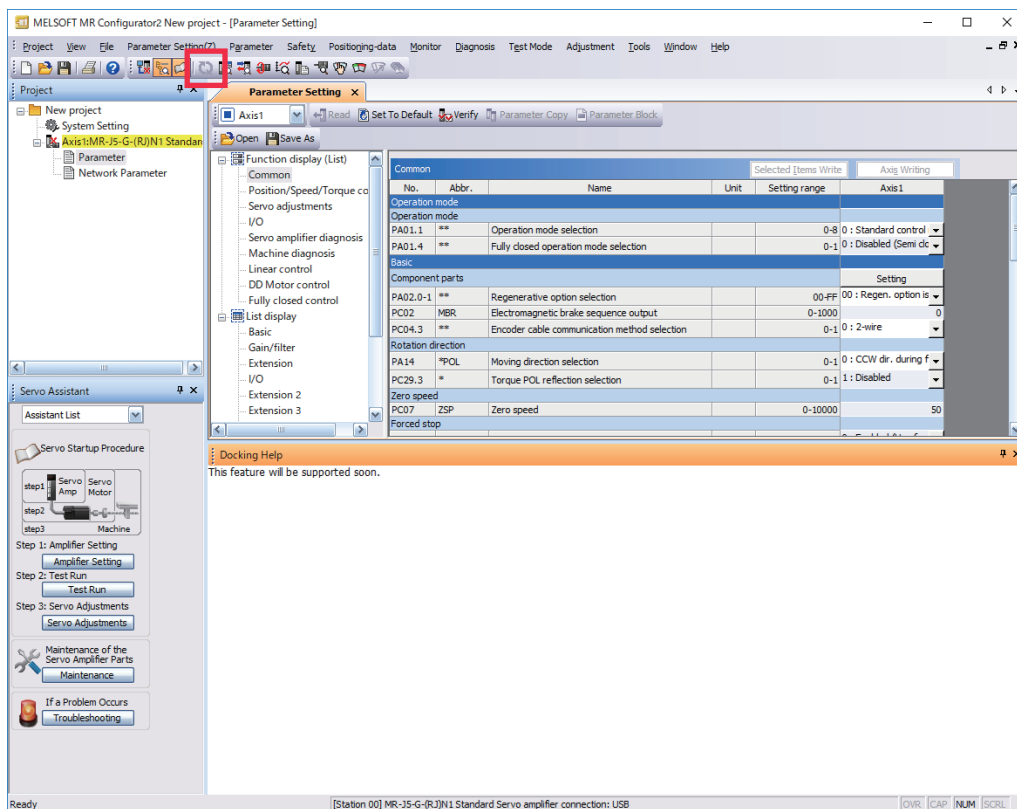 MELSOFT MR Configurator2 New project - [Parameter Setting]
Project View File Parameter Setting(Z) Parameter Safety Positioning-data Monitor Diagnosis Test Mode Adjustment Tools Window Help
Project
New project
System Setting
Axis1:MR-J5-G-(RJ)N1 Standar
Parameter
Network Parameter
Servo Assistant
Assistant List
Servo Startup Procedure
step1
Servo Amp
Servo Motor
step2
step3
Machine
Step 1: Amplifier Setting
Amplifier Setting
Step 2: Test Run
Test Run
Step 3: Servo Adjustments
Servo Adjustments
Maintenance of the
Servo Amplifier Parts
Maintenance
If a Problem Occurs
Troubleshooting
Parameter Setting
Axis1 Read Set To Default Verify Parameter Copy Parameter Block
Open Save As
Function display (List)
Common
Position/Speed/Torque co
Servo adjustments
I/O
Servo amplifier diagnosis
Machine diagnosis
Linear control
DD Motor control
Fully closed control
List display
Basic
Gain/filter
Extension
I/O
Extension 2
Extension 3
Common Selected Items Write Axis Writing
No. Abbr. Name Unit Setting range Axis1
Operation mode
Operation mode
PA01.1 ** Operation mode selection 0-8 0 : Standard control
PA01.4 ** Fully closed operation mode selection 0-1 0 : Disabled (Semi clo
Basic
Component parts Setting
PA02.0-1 ** Regenerative option selection 00-FF 00 : Regen. option is
PC02 MBR Electromagnetic brake sequence output 0-1000 0
PC04.3 ** Encoder cable communication method selection 0-1 0 : 2-wire
Rotation direction
PA14 *POL Moving direction selection 0-1 0 : CCW dir. during f
PC29.3 * Torque POL reflection selection 0-1 1 : Disabled
Zero speed
PC07 ZSP Zero speed 0-10000 50
Forced stop
Docking Help
This feature will be supported soon.
Ready [Station 00] MR-J5-G-(RJ)N1 Standard Servo amplifier connection: USB OVR CAP NUM SCRL